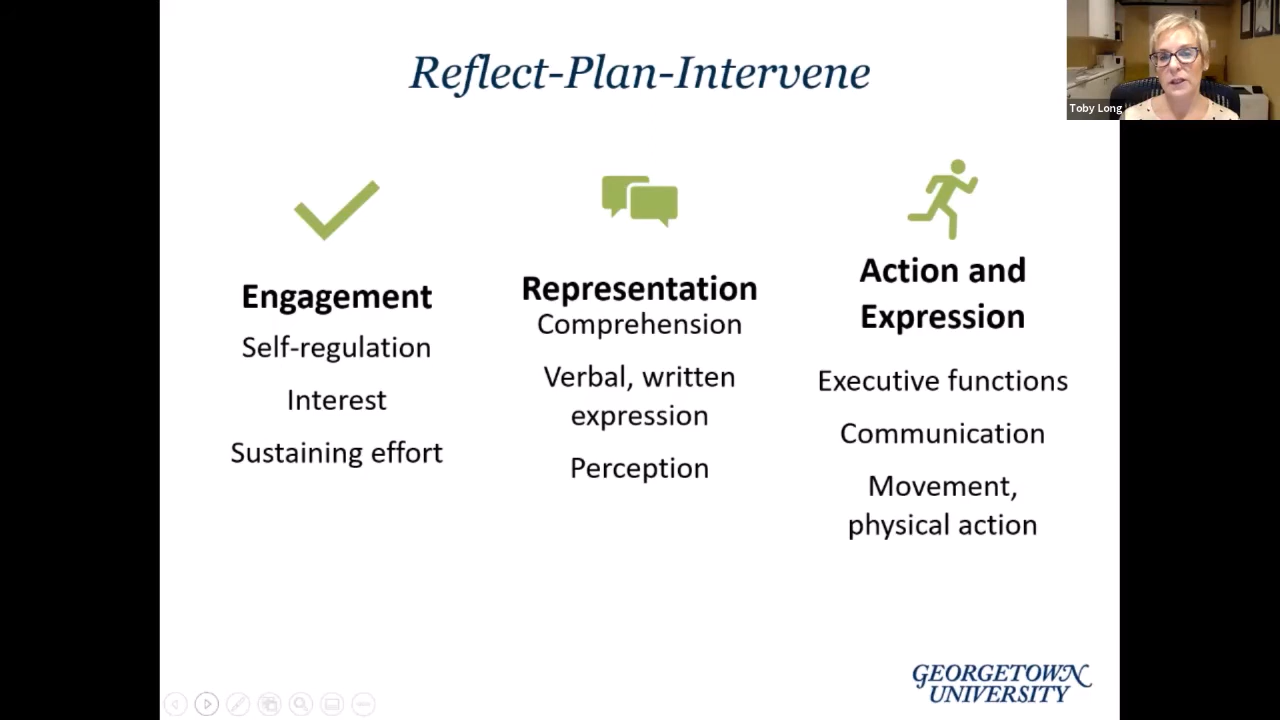 Reflect-Plan-Intervene
Toby Long
Engagement
Self-regulation
Interest
Sustaining effort
Representation
Comprehension
Verbal, written
expression
Perception
Action and
Expression
Executive functions
Communication
Movement,
physical action
GEORGETOWN
UNIVERSITY